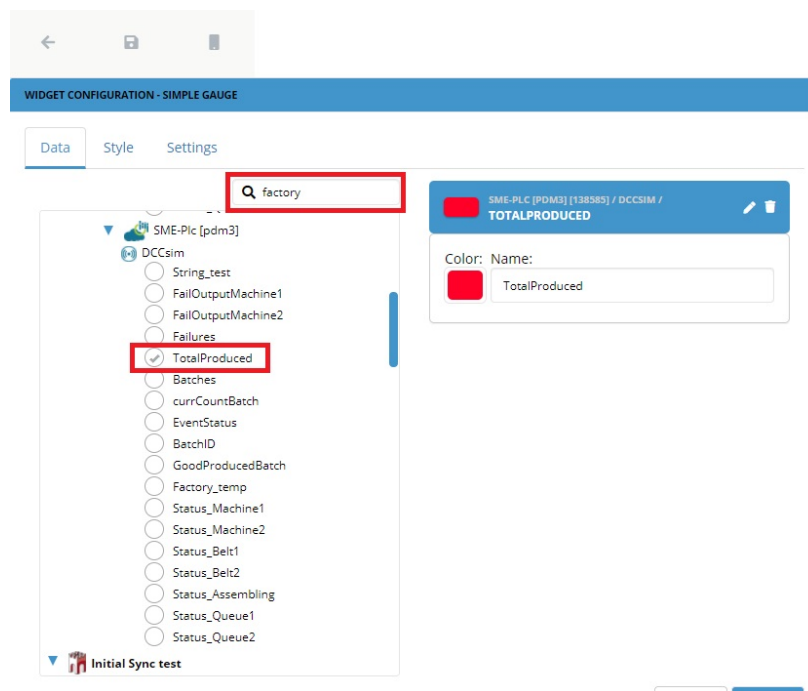 WIDGET CONFIGURATION - SIMPLE GAUGE
Data Style Settings
factory
SME-Plc [pdm3]
DCCsim
String_test
FailOutputMachine1
FailOutputMachine2
Failures
TotalProduced
Batches
currCountBatch
EventStatus
BatchID
GoodProducedBatch
Factory_temp
Status_Machine1
Status_Machine2
Status_Belt1
Status_Belt2
Status_Assembling
Status_Queue1
Status_Queue2
Initial Sync test
SME-PLC [PDM3] [138585] / DCCSIM /
TOTALPRODUCED
Color: Name:
TotalProduced